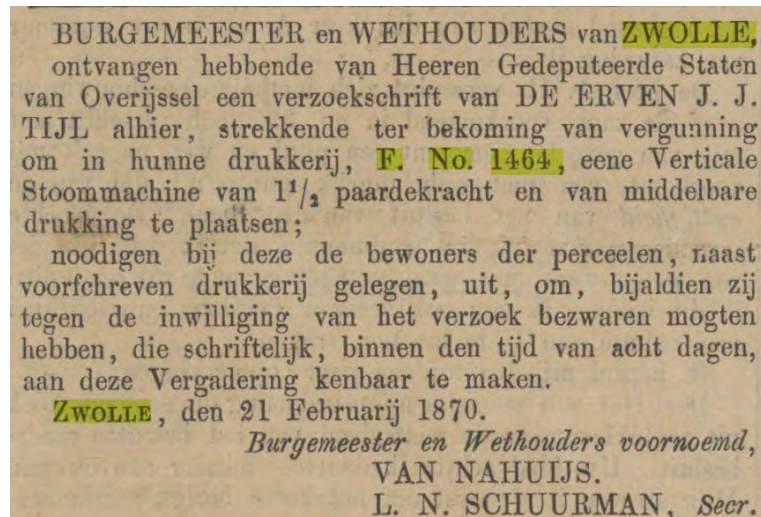 BURGEMEESTER en WETHOUDERS van ZWOLLE,
ontvangen hebbende van Heeren Gedeputeerde Staten
van Overijssel een verzoekschrift van DE ERVEN J. J.
TIJL alhier, strekkende ter bekoming van vergunning
om in hunne drukkerij, F. No. 1464, eene Verticale
Stoommachine van 1¹/₂ paardekracht en van middelbare
drukking te plaatsen;
noodigen bij deze de bewoners der perceelen, naast
voorfchreven drukkerij gelegen, uit, om, bijaldien zij
tegen de inwilliging van het verzoek bezwaren mogten
hebben, die schriftelijk, binnen den tijd van acht dagen,
aan deze Vergadering kenbaar te maken.
ZWOLLE, den 21 Februarij 1870.
Burgemeester en Wethouders voornoemd,
VAN NAHUIJS.
L. N. SCHUURMAN, Secr.